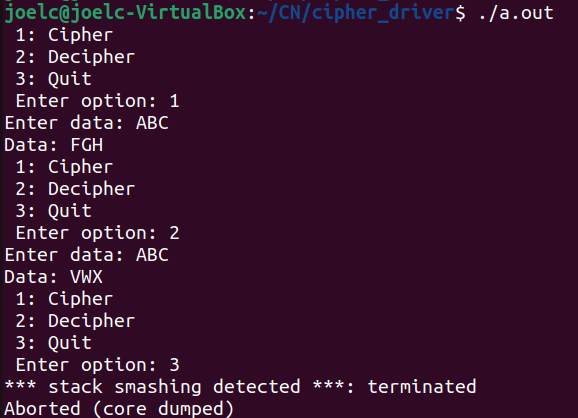 joelc@joelc-VirtualBox:~/CN/cipher_driver$ ./a.out
1: Cipher
2: Decipher
3: Quit
Enter option: 1
Enter data: ABC
Data: FGH
1: Cipher
2: Decipher
3: Quit
Enter option: 2
Enter data: ABC
Data: VWX
1: Cipher
2: Decipher
3: Quit
Enter option: 3
*** stack smashing detected ***: terminated
Aborted (core dumped)